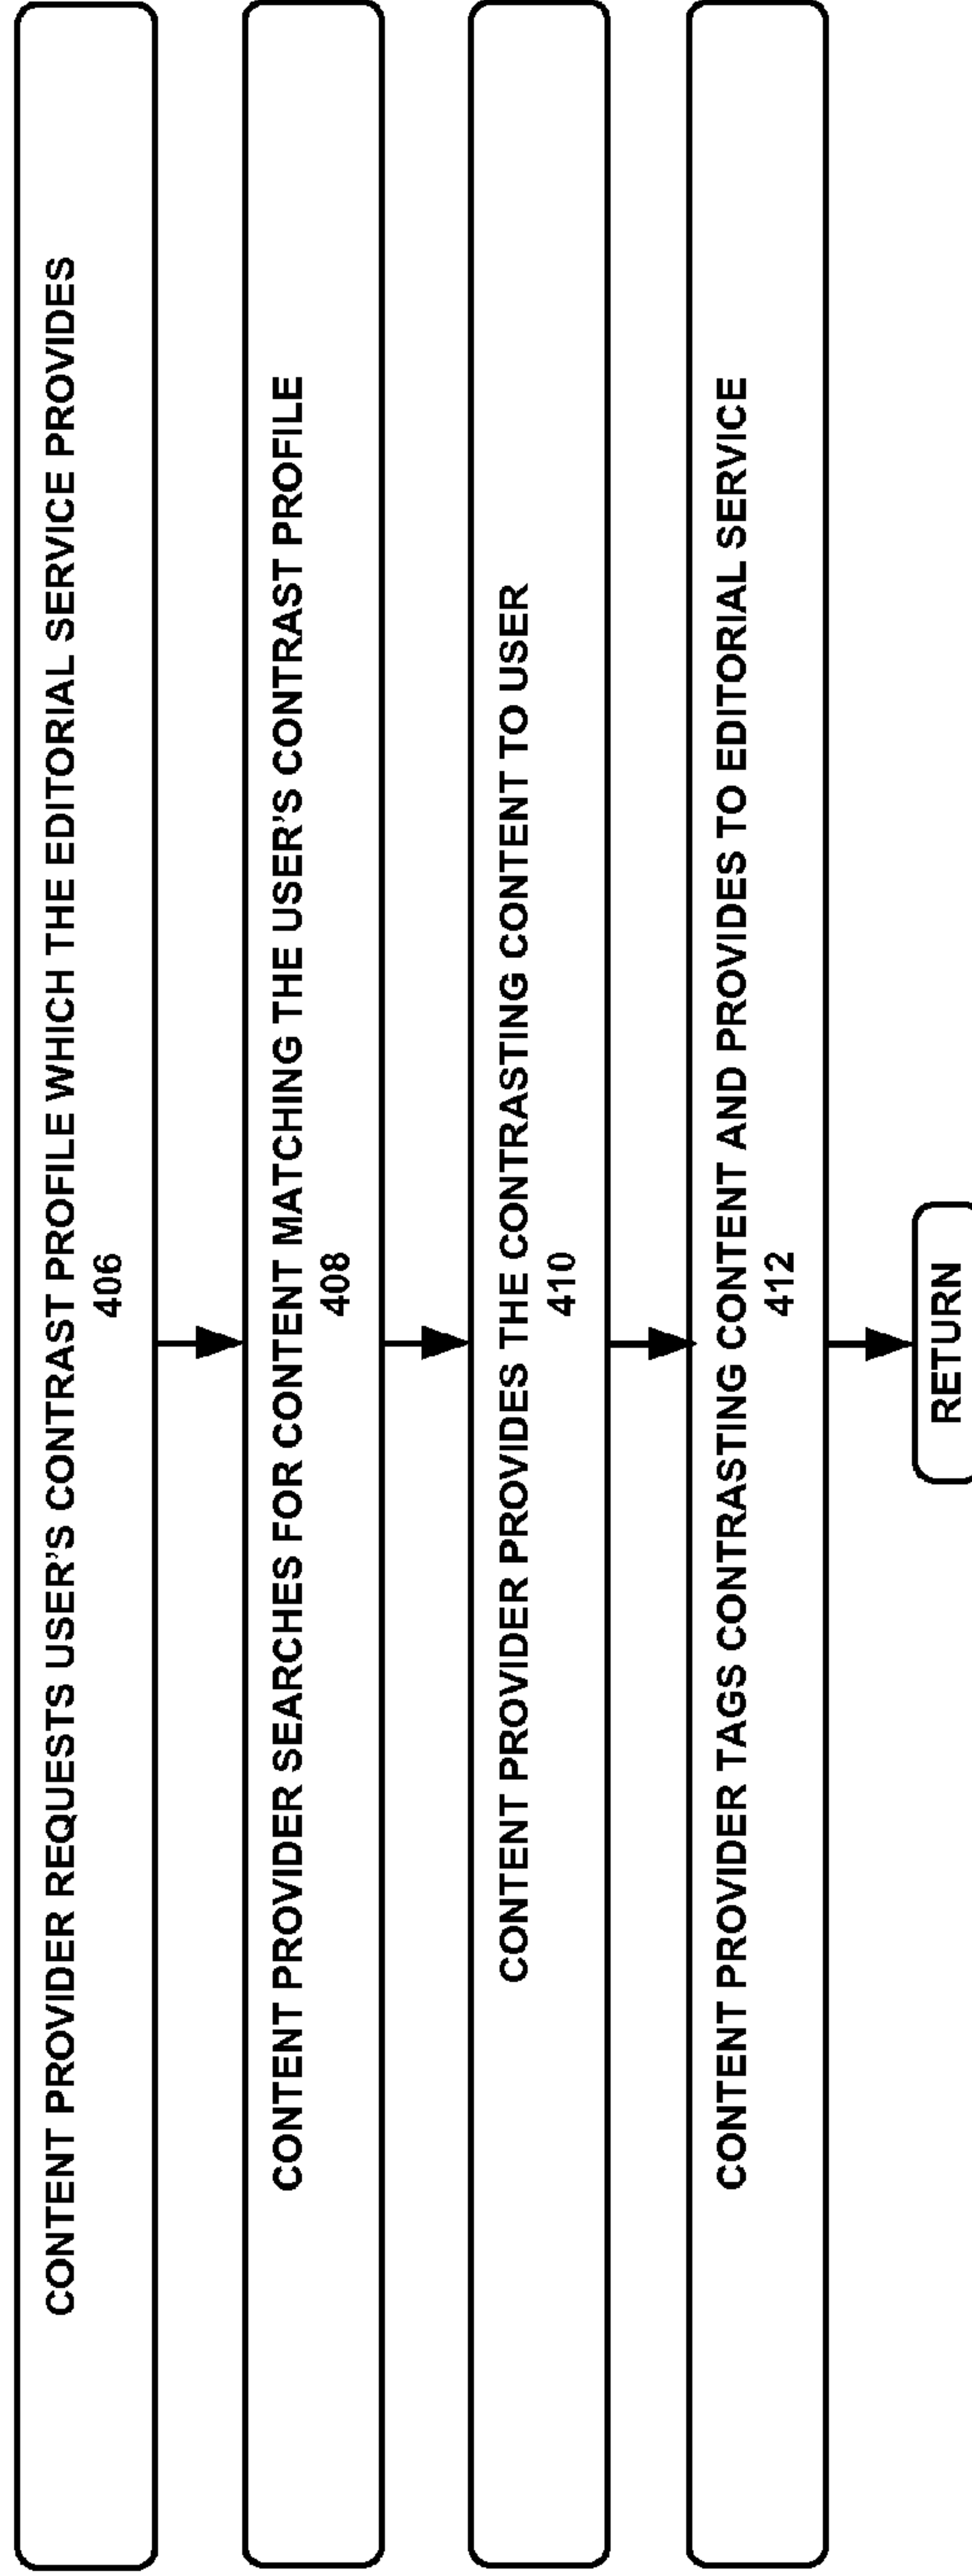 CONTENT PROVIDER REQUESTS USER'S CONTRAST PROFILE WHICH THE EDITORIAL SERVICE PROVIDES
406
CONTENT PROVIDER SEARCHES FOR CONTENT MATCHING THE USER'S CONTRAST PROFILE
408
CONTENT PROVIDER PROVIDES THE CONTRASTING CONTENT TO USER
410
CONTENT PROVIDER TAGS CONTRASTING CONTENT AND PROVIDES TO EDITORIAL SERVICE
412
RETURN